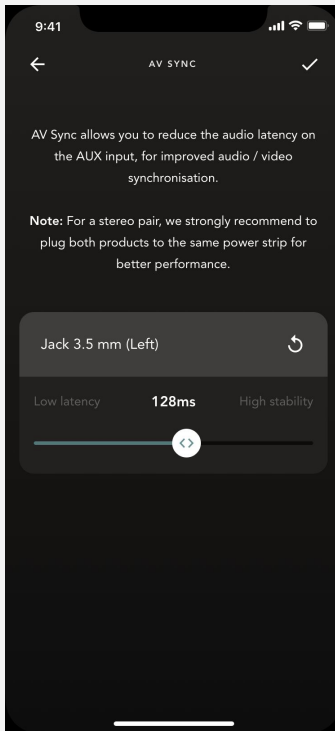 9:41
AV SYNC
AV Sync allows you to reduce the audio latency on
the AUX input, for improved audio / video
synchronisation.
Note: For a stereo pair, we strongly recommend to
plug both products to the same power strip for
better performance.
Jack 3.5 mm (Left)
Low latency 128ms High stability